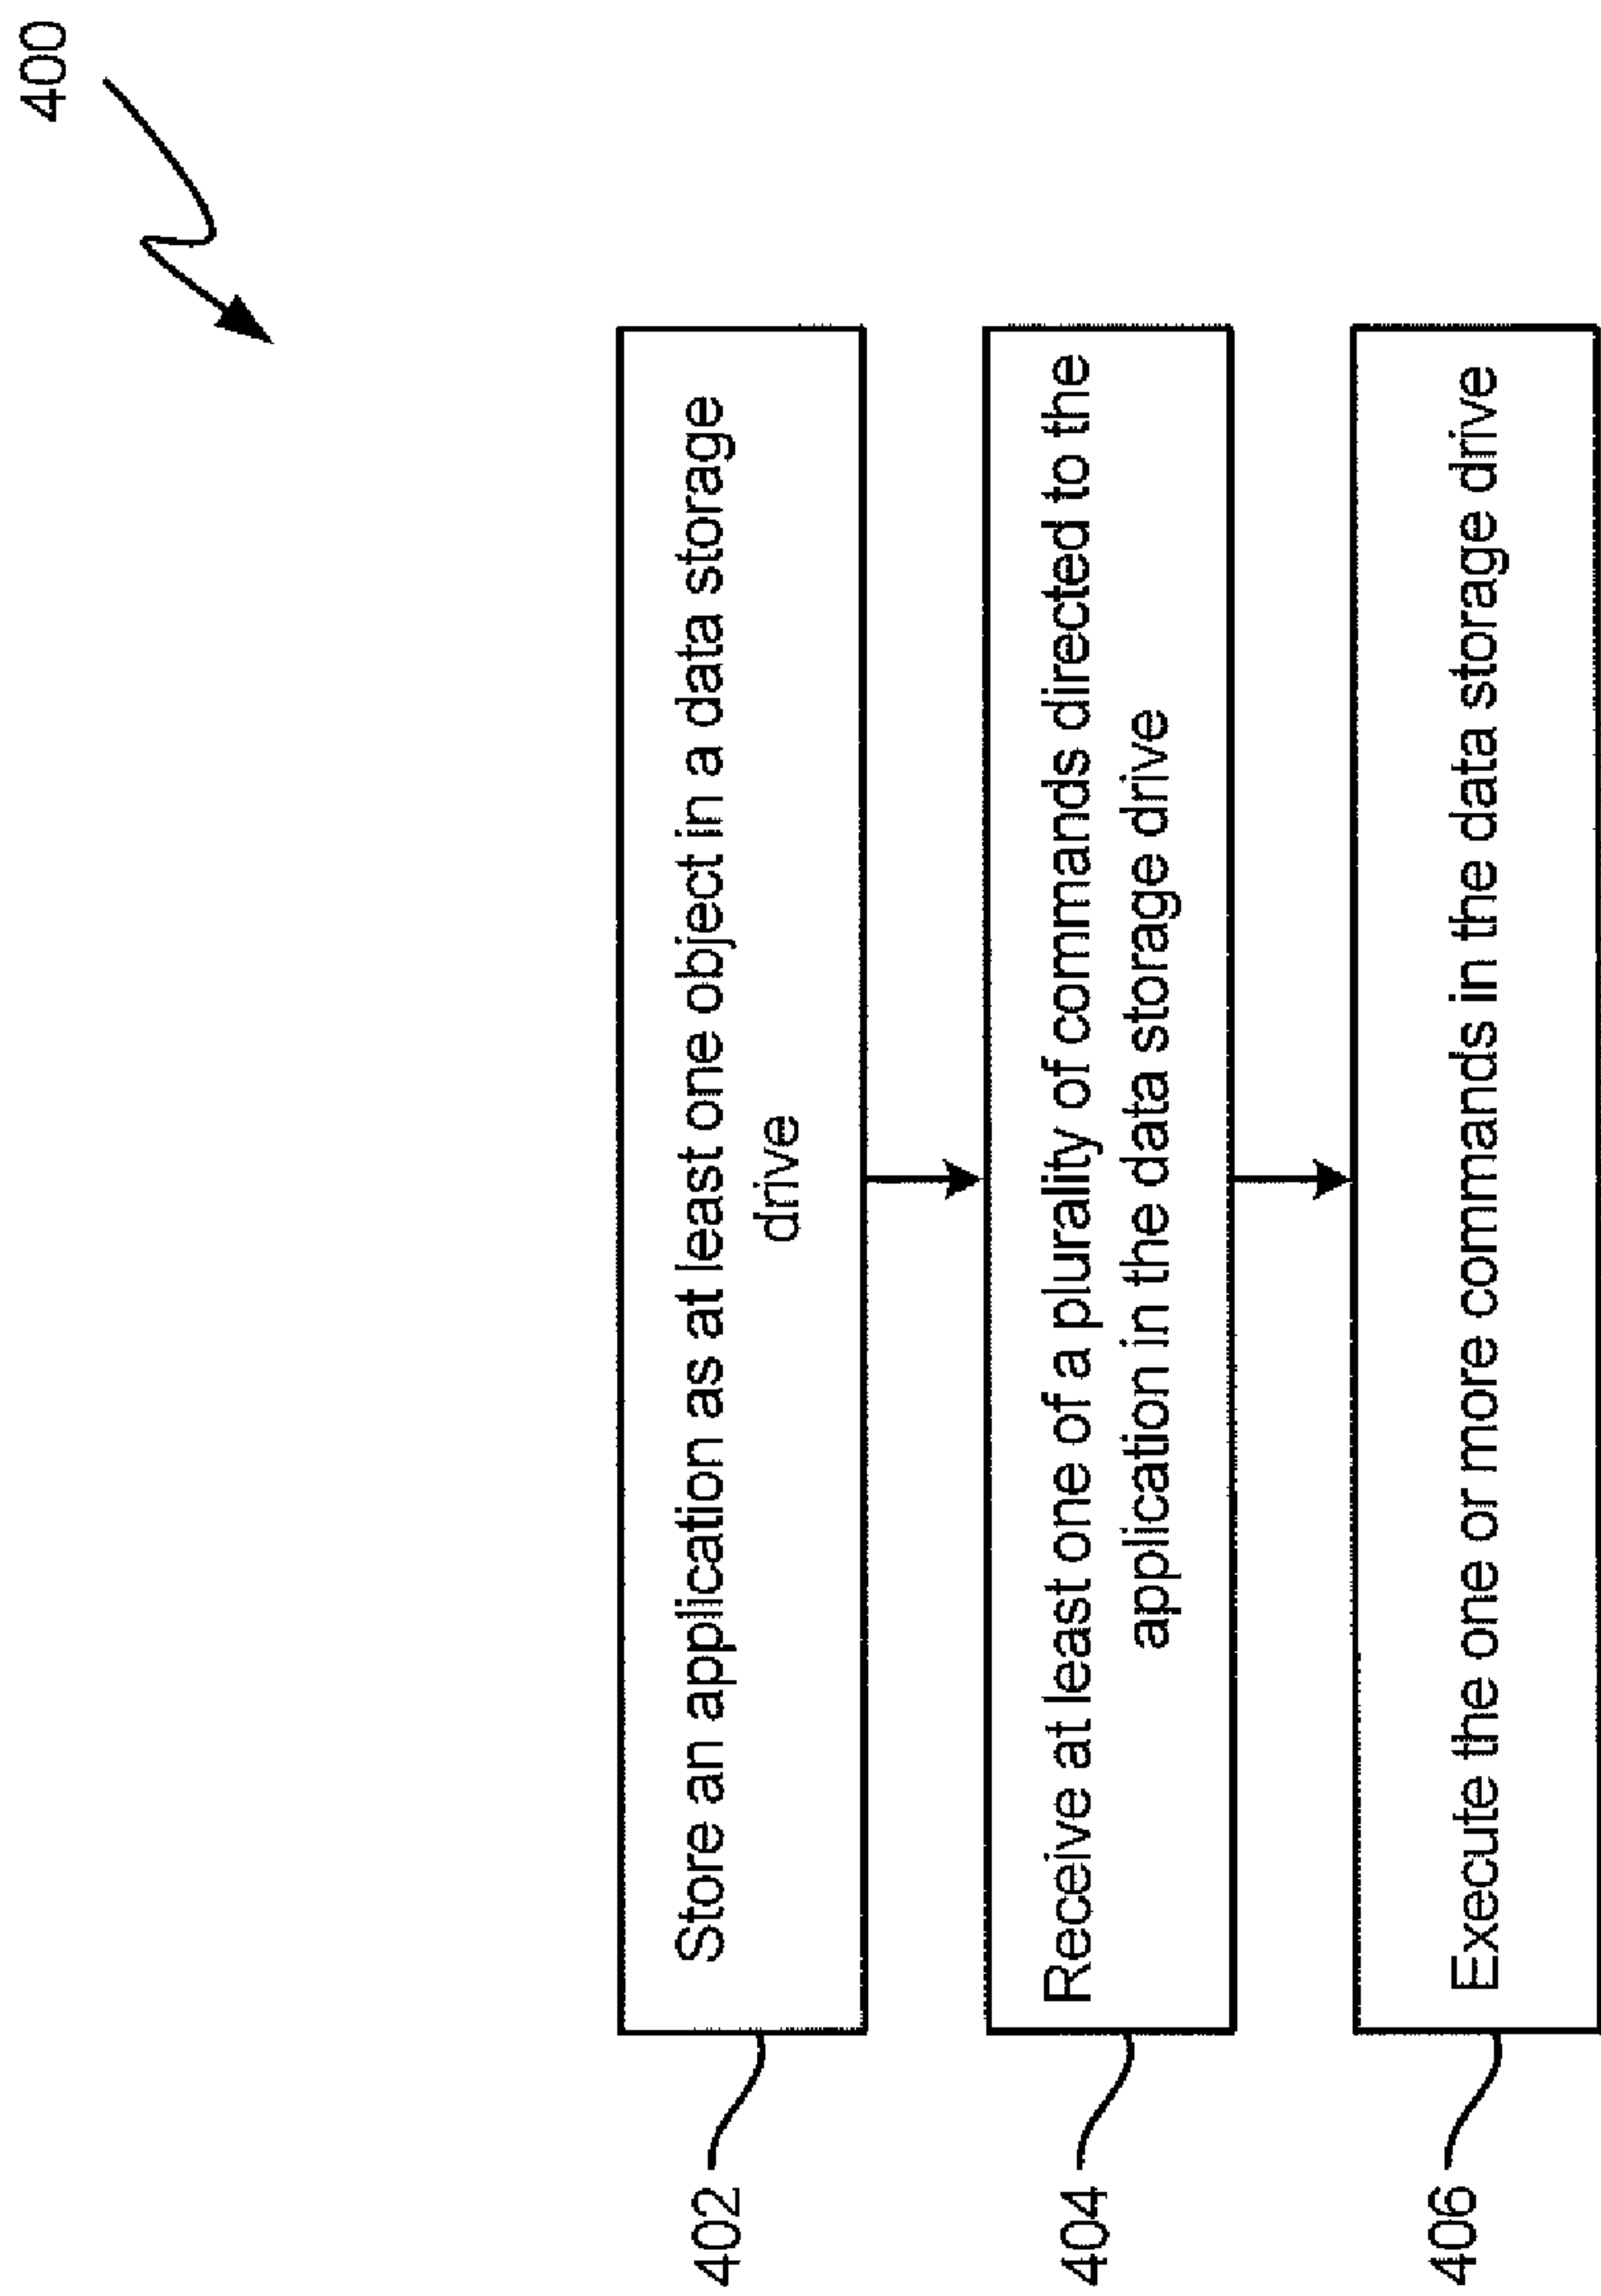 400
402
Store an application as at least one object in a data storage
drive
404
Receive at least one of a plurality of commands directed to the
application in the data storage drive
406
Execute the one or more commands in the data storage drive